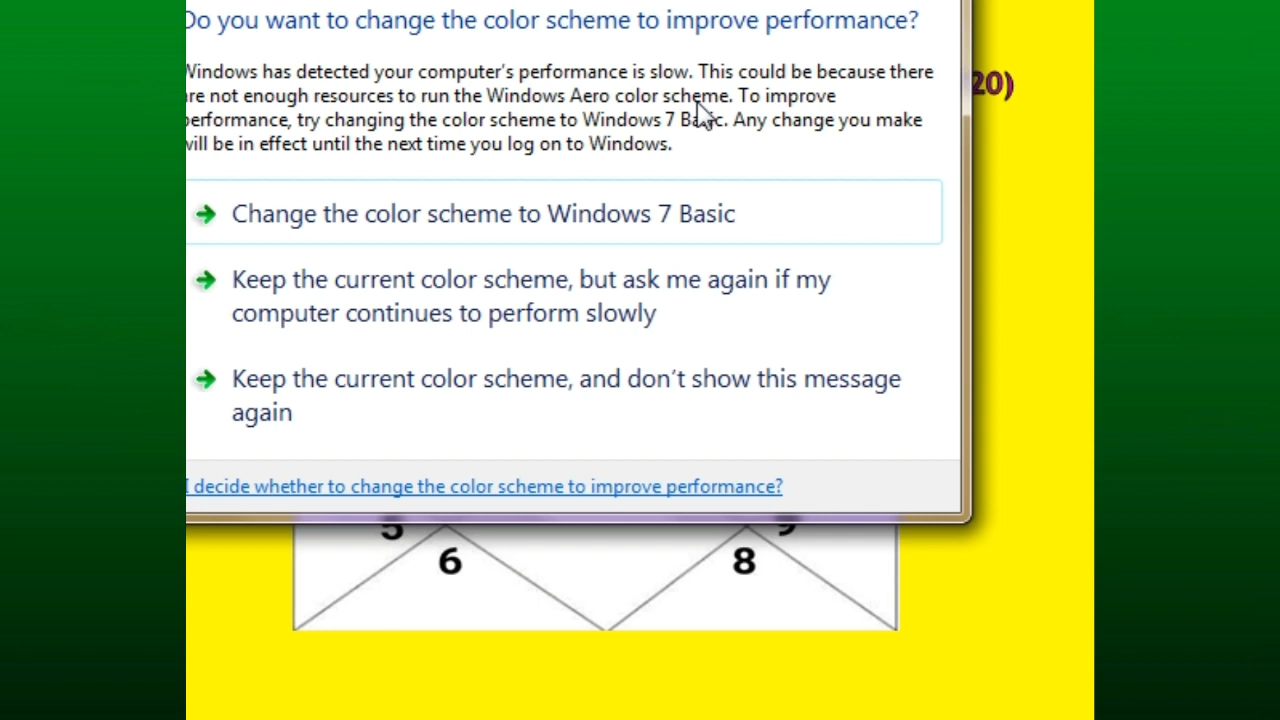 Do you want to change the color scheme to improve performance?
20)
Windows has detected your computer's performance is slow. This could be because there
are not enough resources to run the Windows Aero color scheme. To improve
performance, try changing the color scheme to Windows 7 Basic. Any change you make
will be in effect until the next time you log on to Windows.
Change the color scheme to Windows 7 Basic
Keep the current color scheme, but ask me again if my
computer continues to perform slowly
Keep the current color scheme, and don't show this message
again
I decide whether to change the color scheme to improve performance?
5 9
6 8